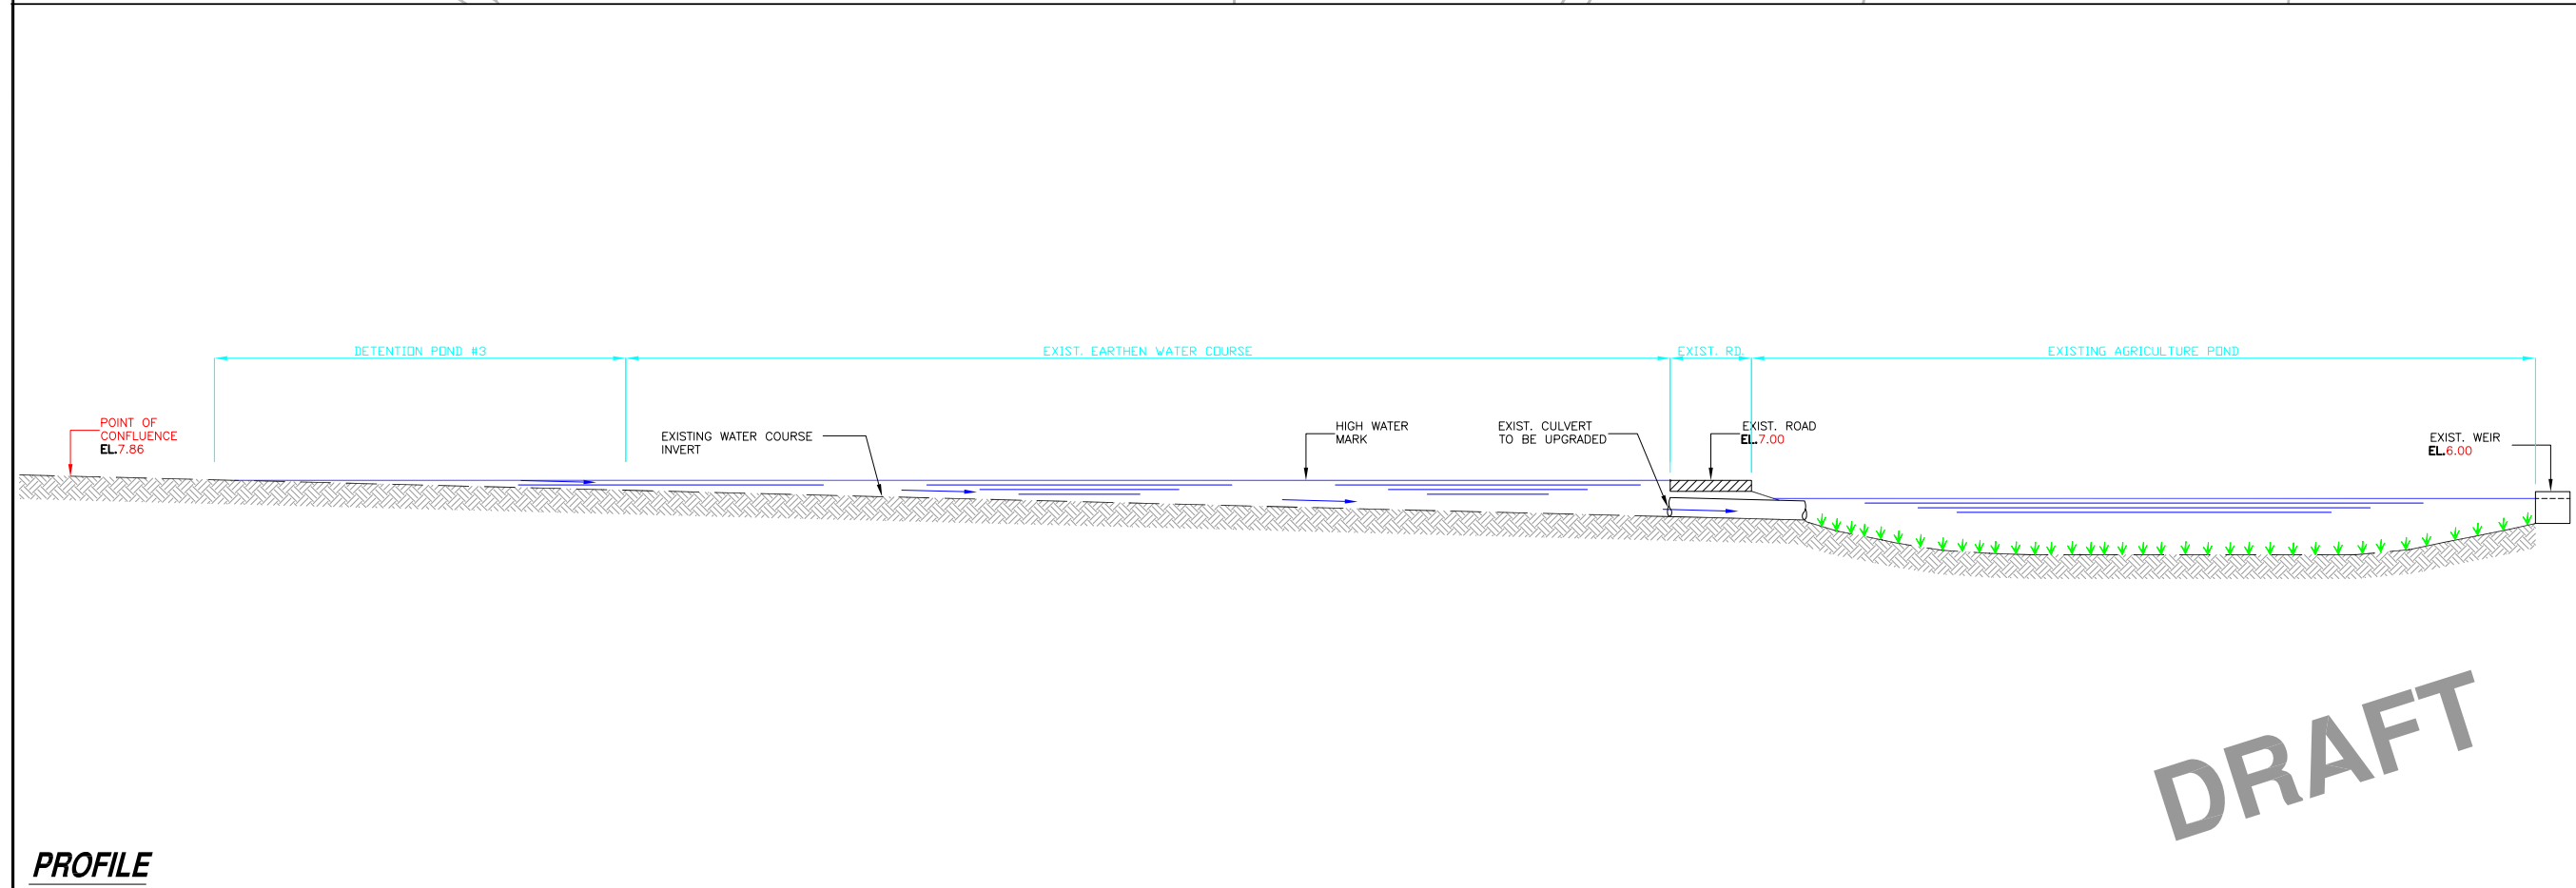 DETENTION POND #3
EXIST. EARTHEN WATER COURSE
EXIST. RD.
EXISTING AGRICULTURE POND
POINT OF
CONFLUENCE
EL.7.86
EXISTING WATER COURSE
INVERT
HIGH WATER
MARK
EXIST. CULVERT
TO BE UPGRADED
EXIST. ROAD
EL.7.00
EXIST. WEIR
EL.6.00
DRAFT
PROFILE